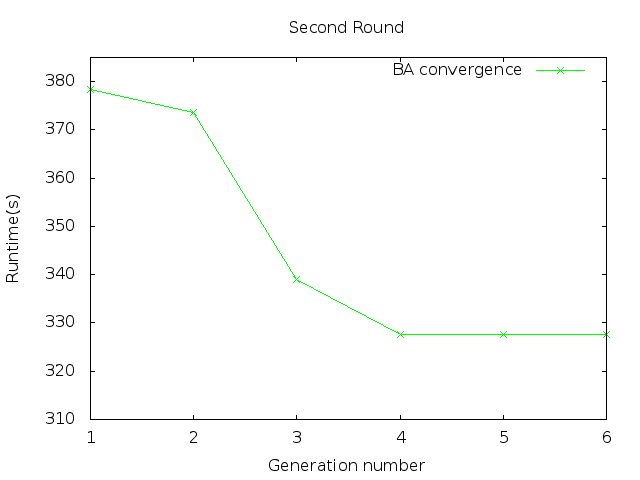 Second Round
BA convergence
380
370
360
350
340
330
320
310
Runtime(s)
1 2 3 4 5 6
Generation number